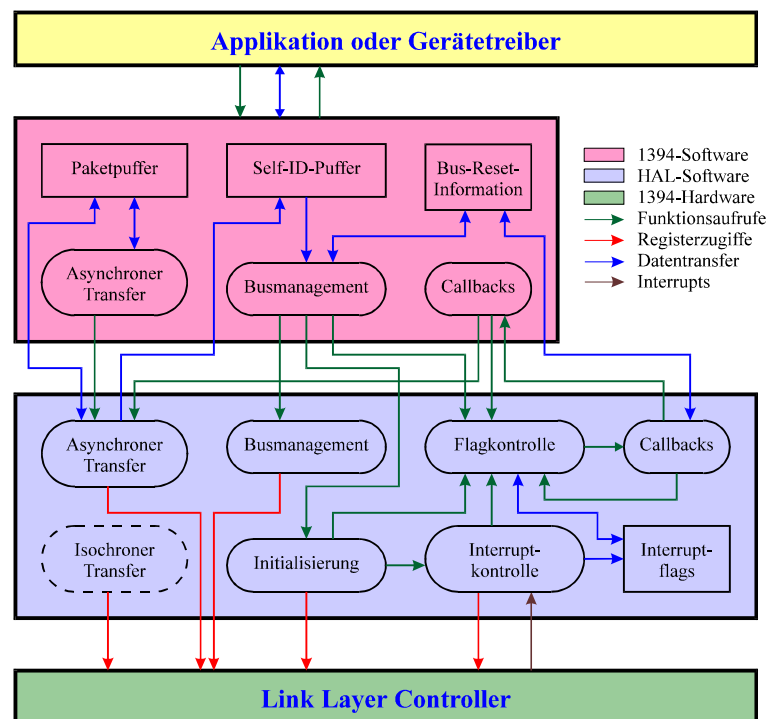 Applikation oder Gerätetreiber
Paketpuffer
Self-ID-Puffer
Bus-Reset-
Information
Asynchroner
Transfer
Busmanagement
Callbacks
1394-Software
HAL-Software
1394-Hardware
Funktionsaufrufe
Registerzugiffe
Datentransfer
Interrupts
Asynchroner
Transfer
Busmanagement
Flagkontrolle
Callbacks
Isochroner
Transfer
Initialisierung
Interrupt-
kontrolle
Interrupt-
flags
Link Layer Controller